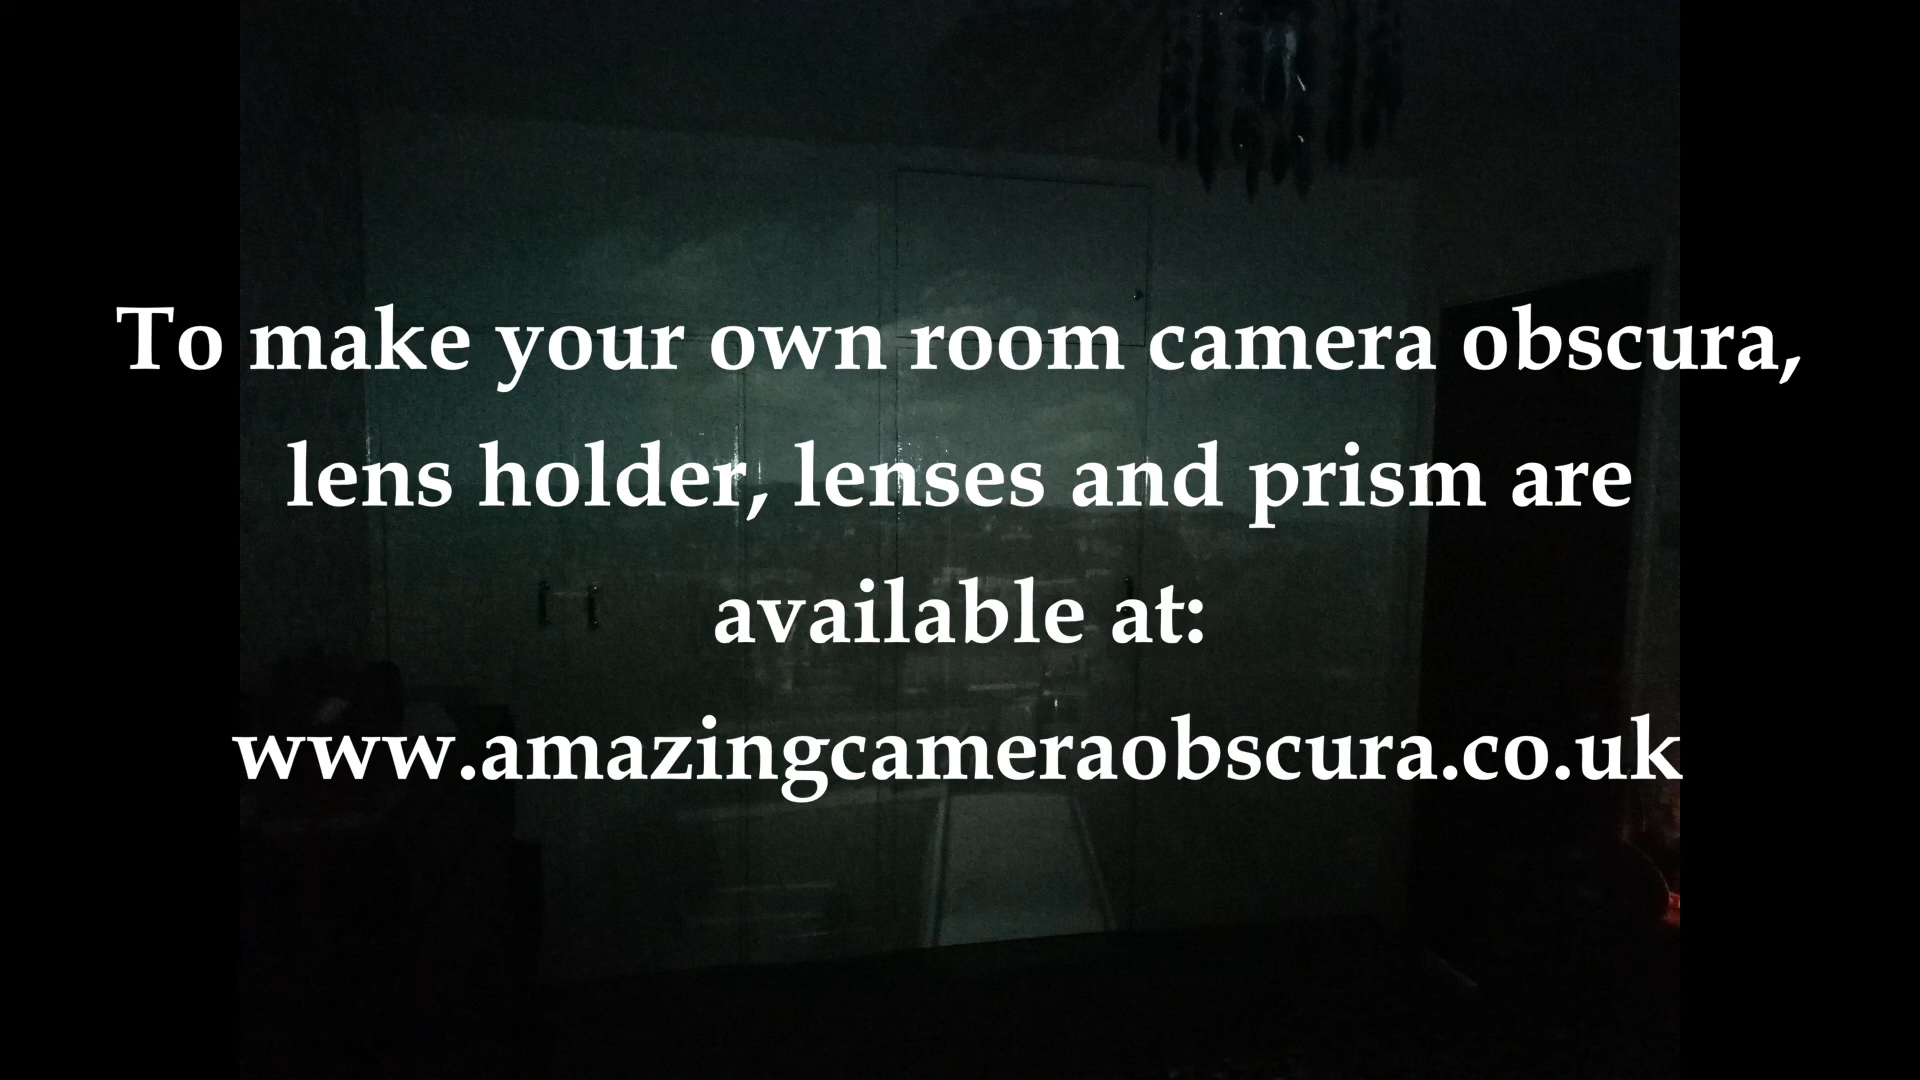 To make your own room camera obscura,
lens holder, lenses and prism are
available at:
www.amazingcameraobscura.co.uk